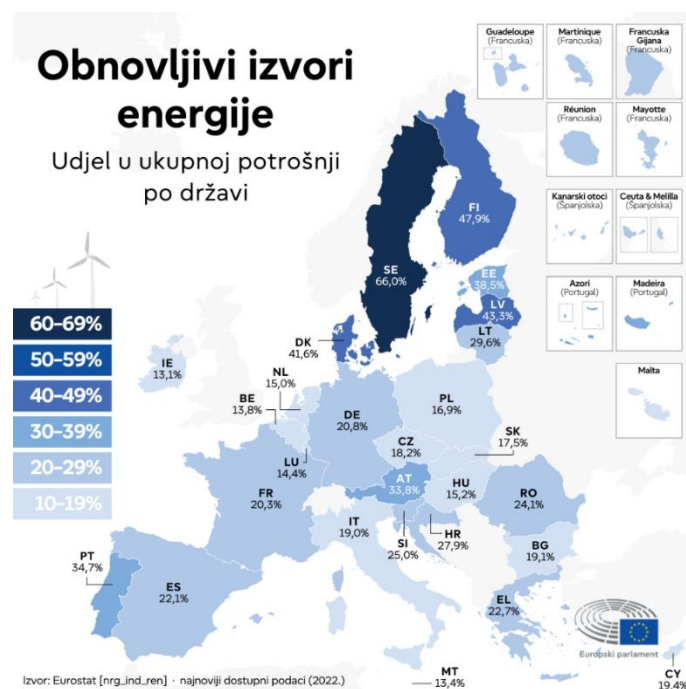 Obnovljivi izvori
energije
Udjel u ukupnoj potrošnji
po državi
Guadeloupe
(Francuska)
Martinique
(Francuska)
Francuska
Gijana
(Francuska)
Réunion
(Francuska)
Mayotte
(Francuska)
Kanarski otoci
(Španjolska)
Ceuta & Melilla
(Španjolska)
Azori
(Portugal)
Madeira
(Portugal)
Malta
60–69%
50–59%
40–49%
30–39%
20–29%
10–19%
FI
47,9%
SE
66,0%
EE
38,5%
LV
43,3%
LT
29,6%
DK
41,6%
IE
13,1%
NL
15,0%
BE
13,8%
DE
20,8%
PL
16,9%
SK
17,5%
CZ
18,2%
LU
14,4%
AT
33,8%
HU
15,2%
RO
24,1%
FR
20,3%
IT
19,0%
SI
25,0%
HR
27,9%
BG
19,1%
PT
34,7%
ES
22,1%
EL
22,7%
MT
13,4%
CY
19,4%
Europski parlament
Izvor: Eurostat [nrg_ind_ren] · najnoviji dostupni podaci (2022.)